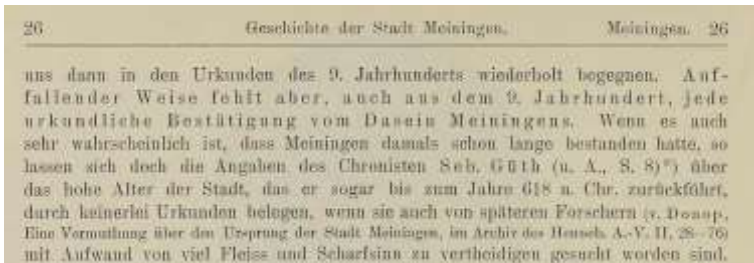 26 Geschichte der Stadt Meiningen. Meiningen. 26
uns dann in den Urkunden des 9. Jahrhunderts wiederholt begegnen. Auf-
fallender Weise fehlt aber, auch aus dem 9. Jahrhundert, jede
urkundliche Bestätigung vom Dasein Meiningens. Wenn es auch
sehr wahrscheinlich ist, dass Meiningen damals schon lange bestanden hatte, so
lassen sich doch die Angaben des Chronisten Seb. Güth (u. A., S. 8)*) über
das hohe Alter der Stadt, das er sogar bis zum Jahre 618 n. Chr. zurückführt,
durch keinerlei Urkunden belegen, wenn sie auch von späteren Forschern (v. Donop,
Eine Vermuthung über den Ursprung der Stadt Meiningen, im Archiv des Henneb. A.-V. II, 28—76)
mit Aufwand von viel Fleiss und Scharfsinn zu vertheidigen gesucht worden sind.